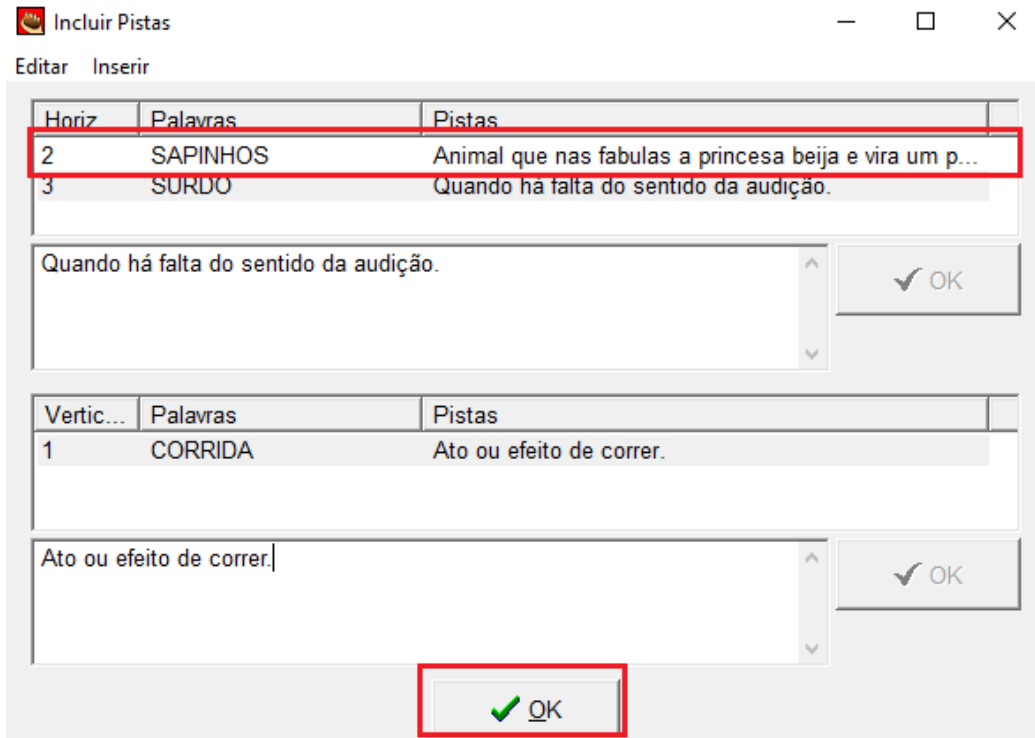 Incluir Pistas
Editar Inserir
Horiz Palavras Pistas
2 SAPINHOS Animal que nas fabulas a princesa beija e vira um p...
3 SURDO Quando há falta do sentido da audição.
Quando há falta do sentido da audição.
OK
Vertic... Palavras Pistas
1 CORRIDA Ato ou efeito de correr.
Ato ou efeito de correr.
OK
OK